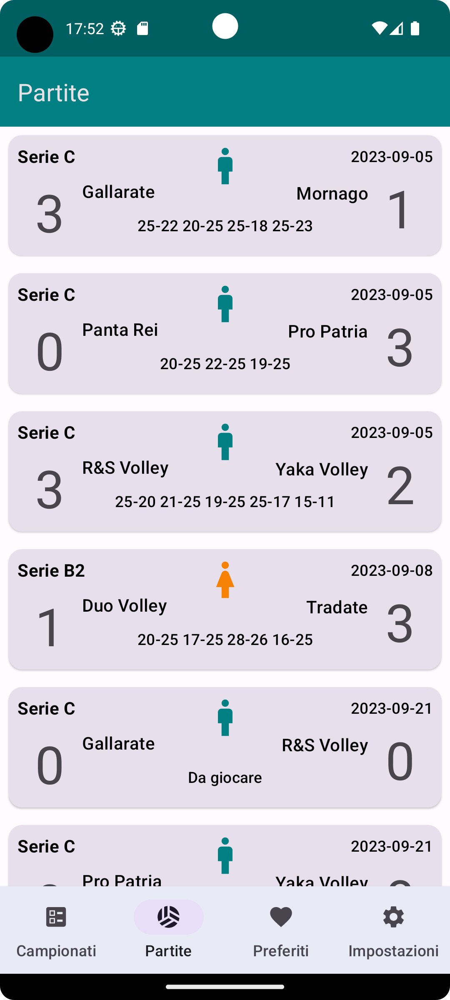 17:52
Partite
Serie C 2023-09-05
Gallarate Mornago
3 1
25-22 20-25 25-18 25-23
Serie C 2023-09-05
Panta Rei Pro Patria
0 3
20-25 22-25 19-25
Serie C 2023-09-05
R&S Volley Yaka Volley
3 2
25-20 21-25 19-25 25-17 15-11
Serie B2 2023-09-08
Duo Volley Tradate
1 3
20-25 17-25 28-26 16-25
Serie C 2023-09-21
Gallarate R&S Volley
0 0
Da giocare
Serie C 2023-09-21
Pro Patria Yaka Volley
Campionati Partite Preferiti Impostazioni